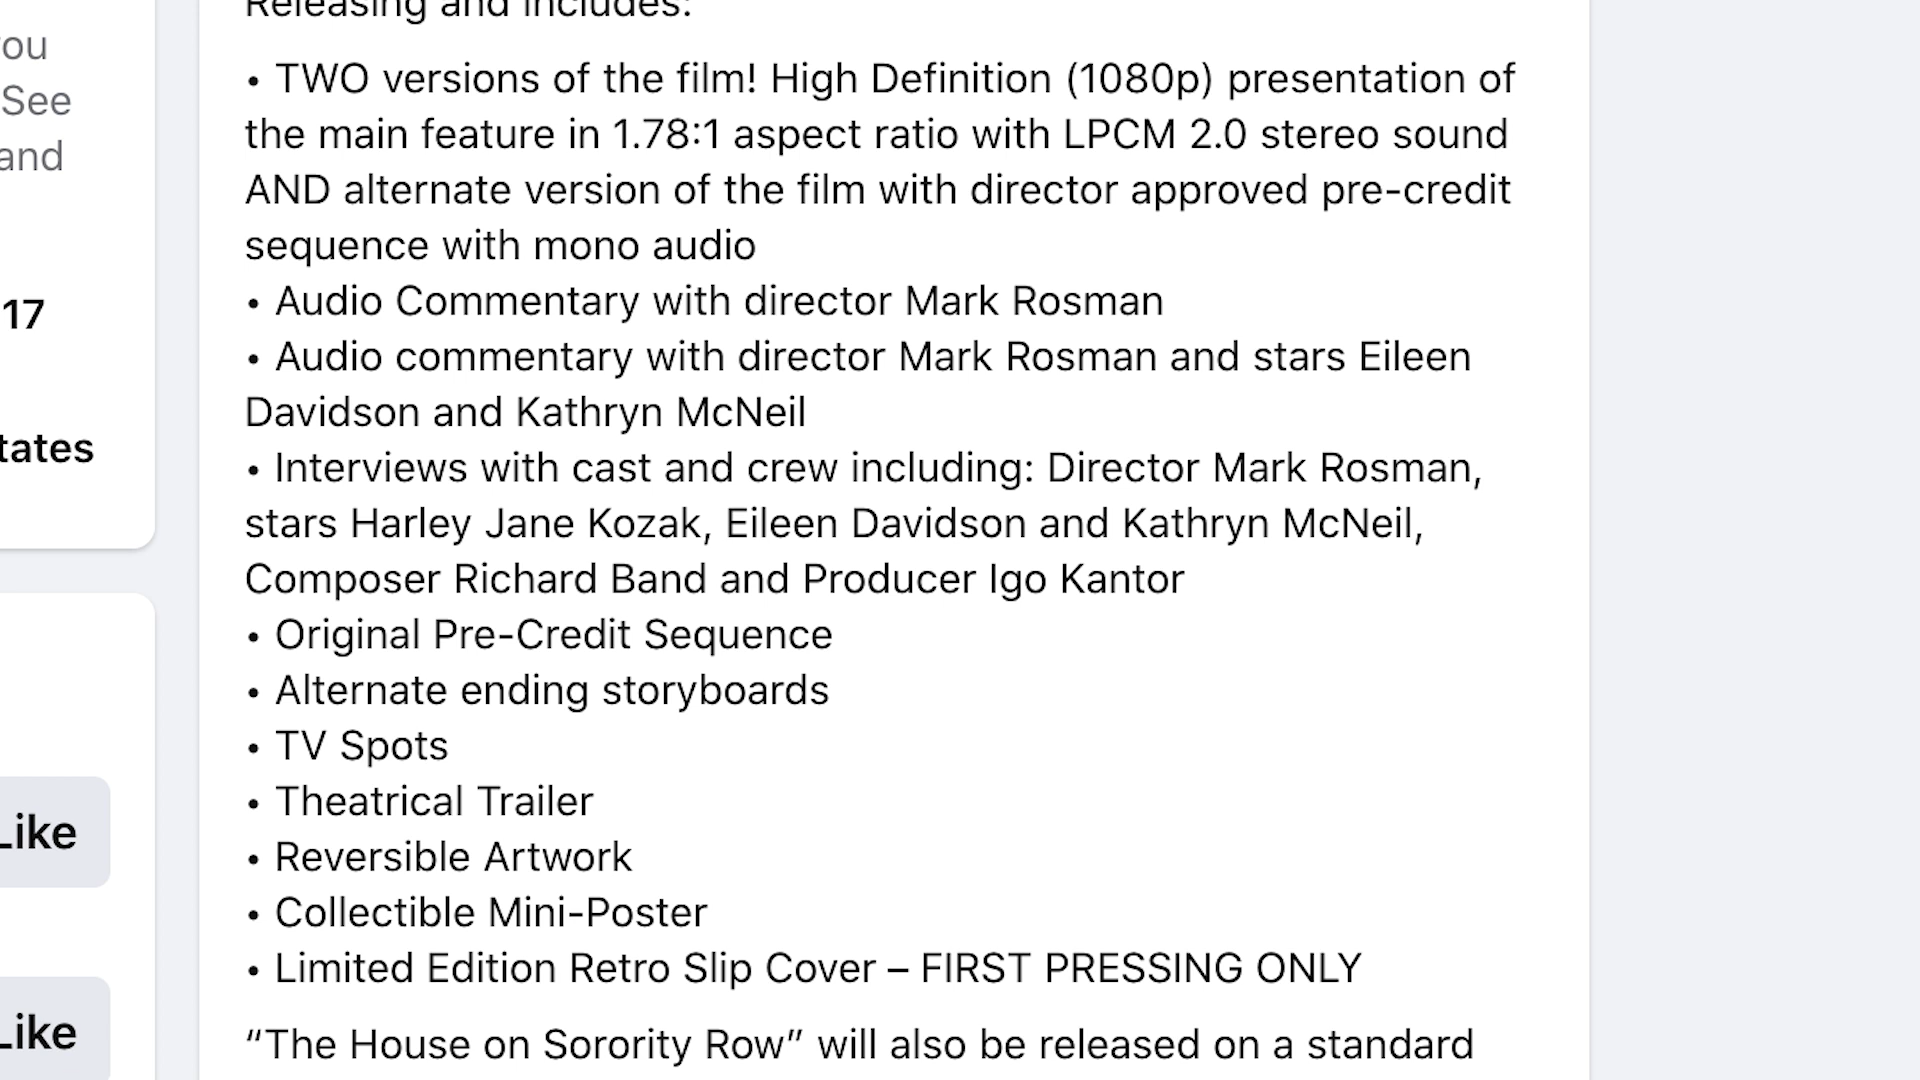 Releasing and includes:
• TWO versions of the film! High Definition (1080p) presentation of
the main feature in 1.78:1 aspect ratio with LPCM 2.0 stereo sound
AND alternate version of the film with director approved pre-credit
sequence with mono audio
• Audio Commentary with director Mark Rosman
• Audio commentary with director Mark Rosman and stars Eileen
Davidson and Kathryn McNeil
• Interviews with cast and crew including: Director Mark Rosman,
stars Harley Jane Kozak, Eileen Davidson and Kathryn McNeil,
Composer Richard Band and Producer Igo Kantor
• Original Pre-Credit Sequence
• Alternate ending storyboards
• TV Spots
• Theatrical Trailer
• Reversible Artwork
• Collectible Mini-Poster
• Limited Edition Retro Slip Cover – FIRST PRESSING ONLY
“The House on Sorority Row” will also be released on a standard
ou
See
and
17
tates
Like
Like